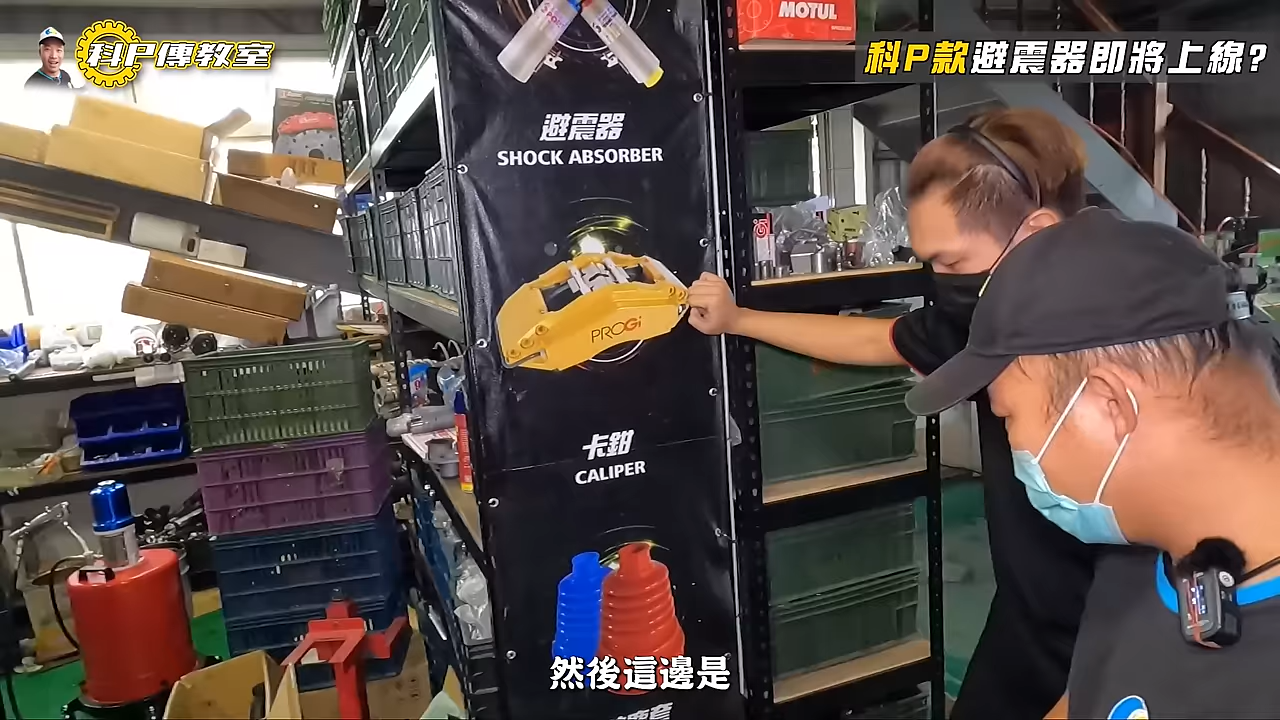 科P傳教室
科P款避震器即將上線?
MOTUL
避震器
SHOCK ABSORBER
PROGi
卡鉗
CALIPER
然後這邊是